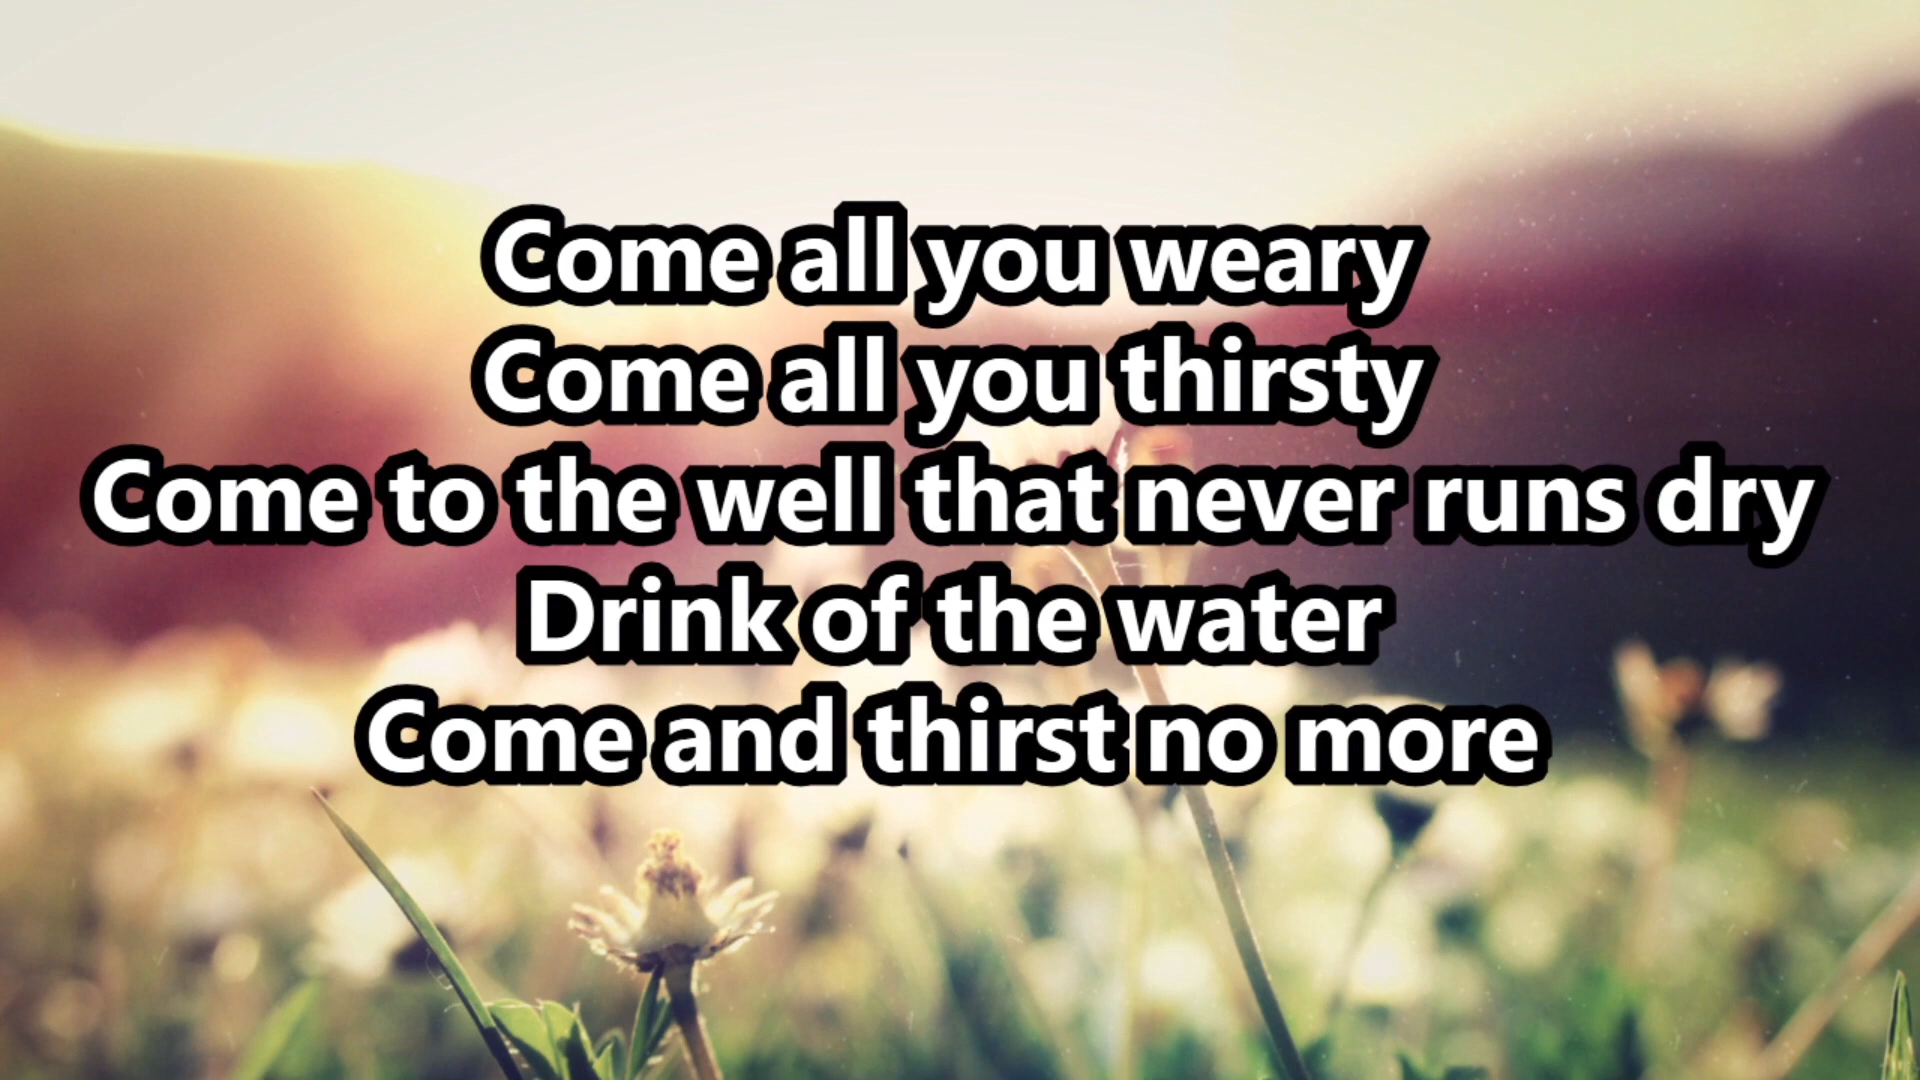 Come all you weary
Come all you thirsty
Come to the well that never runs dry
Drink of the water
Come and thirst no more